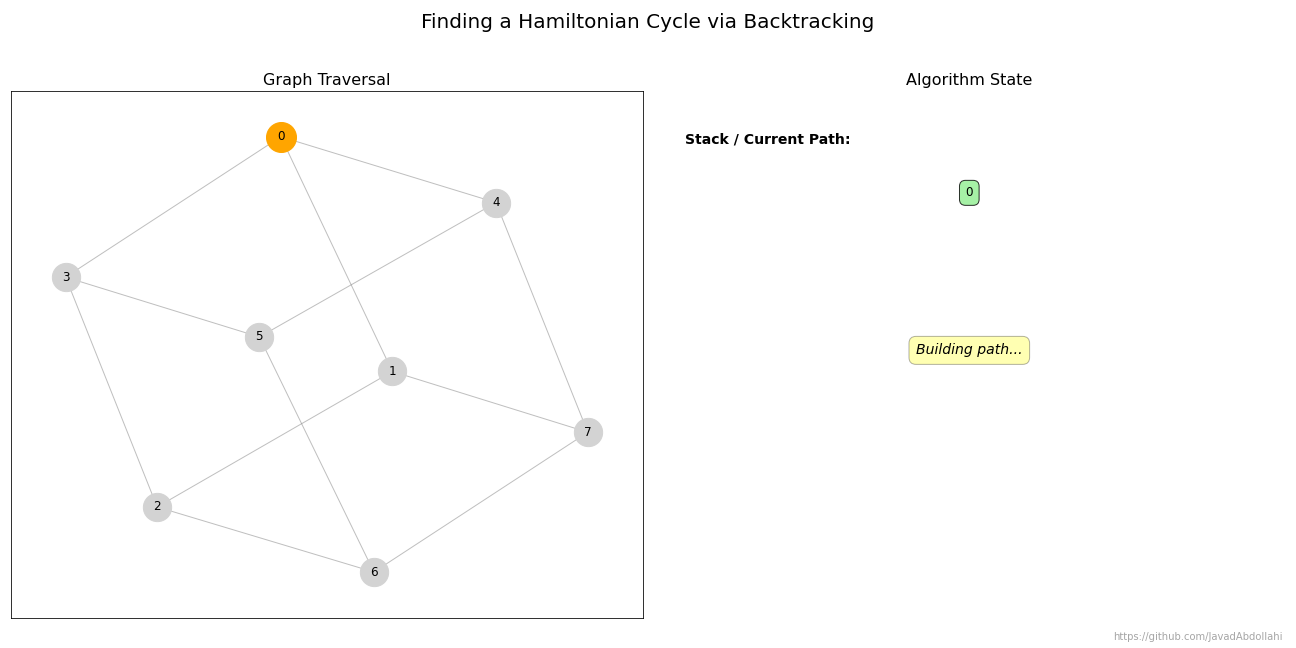 Finding a Hamiltonian Cycle via Backtracking
Graph Traversal
0
4
3
5
1
7
2
6
Algorithm State
Stack / Current Path:
0
Building path...
https://github.com/JavadAbdollahi